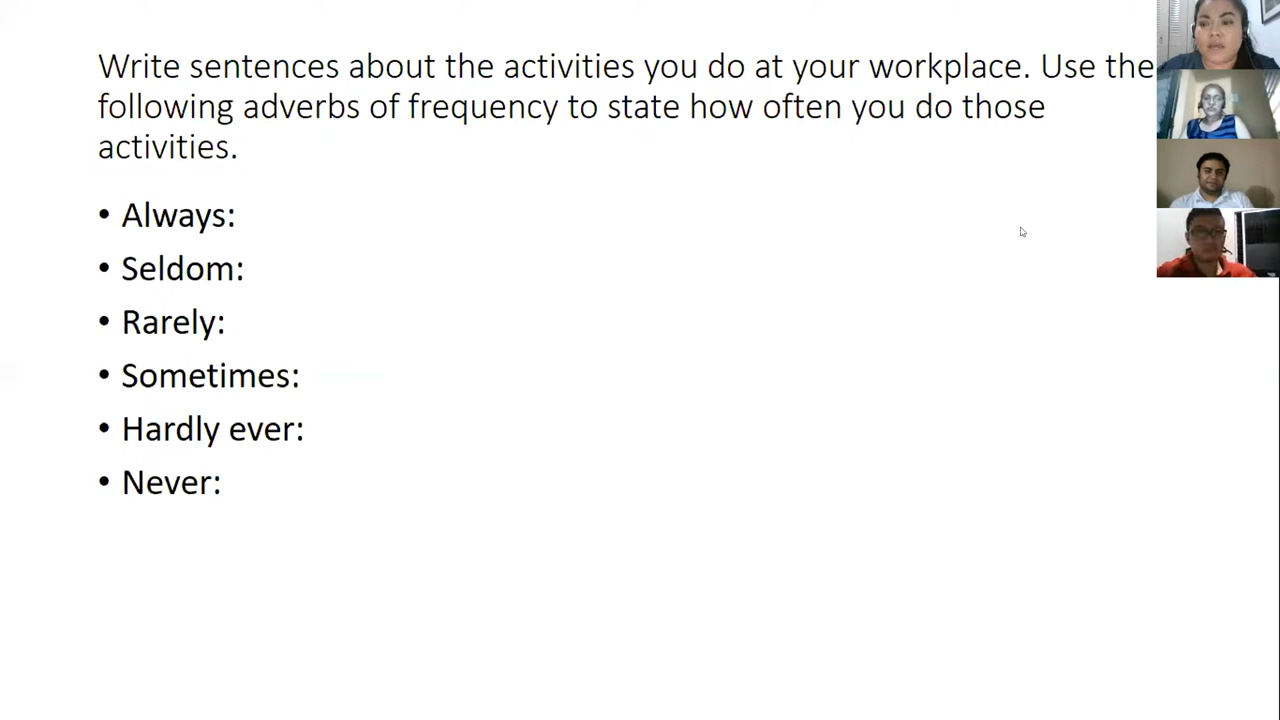 Write sentences about the activities you do at your workplace. Use the
following adverbs of frequency to state how often you do those
activities.
• Always:
• Seldom:
• Rarely:
• Sometimes:
• Hardly ever:
• Never: